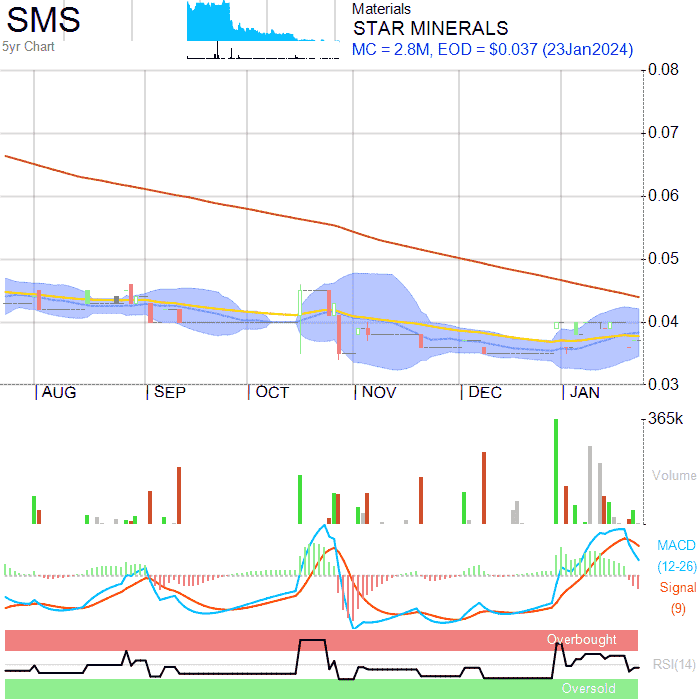 SMS
5yr Chart
Materials
STAR MINERALS
MC = 2.8M, EOD = $0.037 (23Jan2024)
0.08
0.07
0.06
0.05
0.04
0.03
AUG SEP OCT NOV DEC JAN
365k
Volume
MACD
(12-26)
Signal
(9)
Overbought
RSI(14)
Oversold